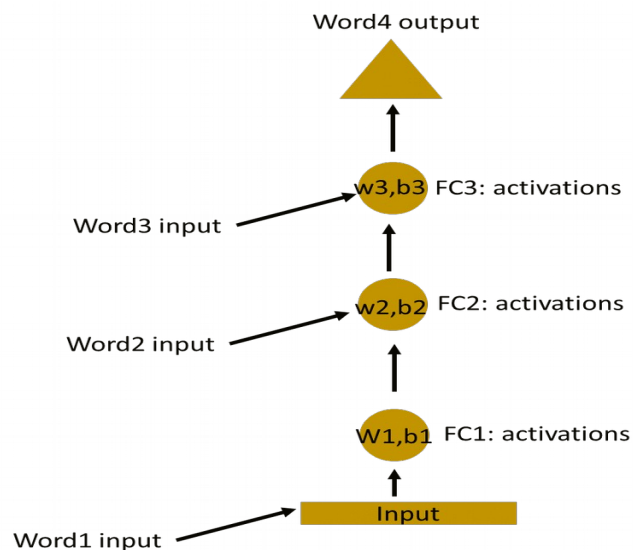 Word4 output
w3,b3 FC3: activations
Word3 input
w2,b2 FC2: activations
Word2 input
W1,b1 FC1: activations
Input
Word1 input